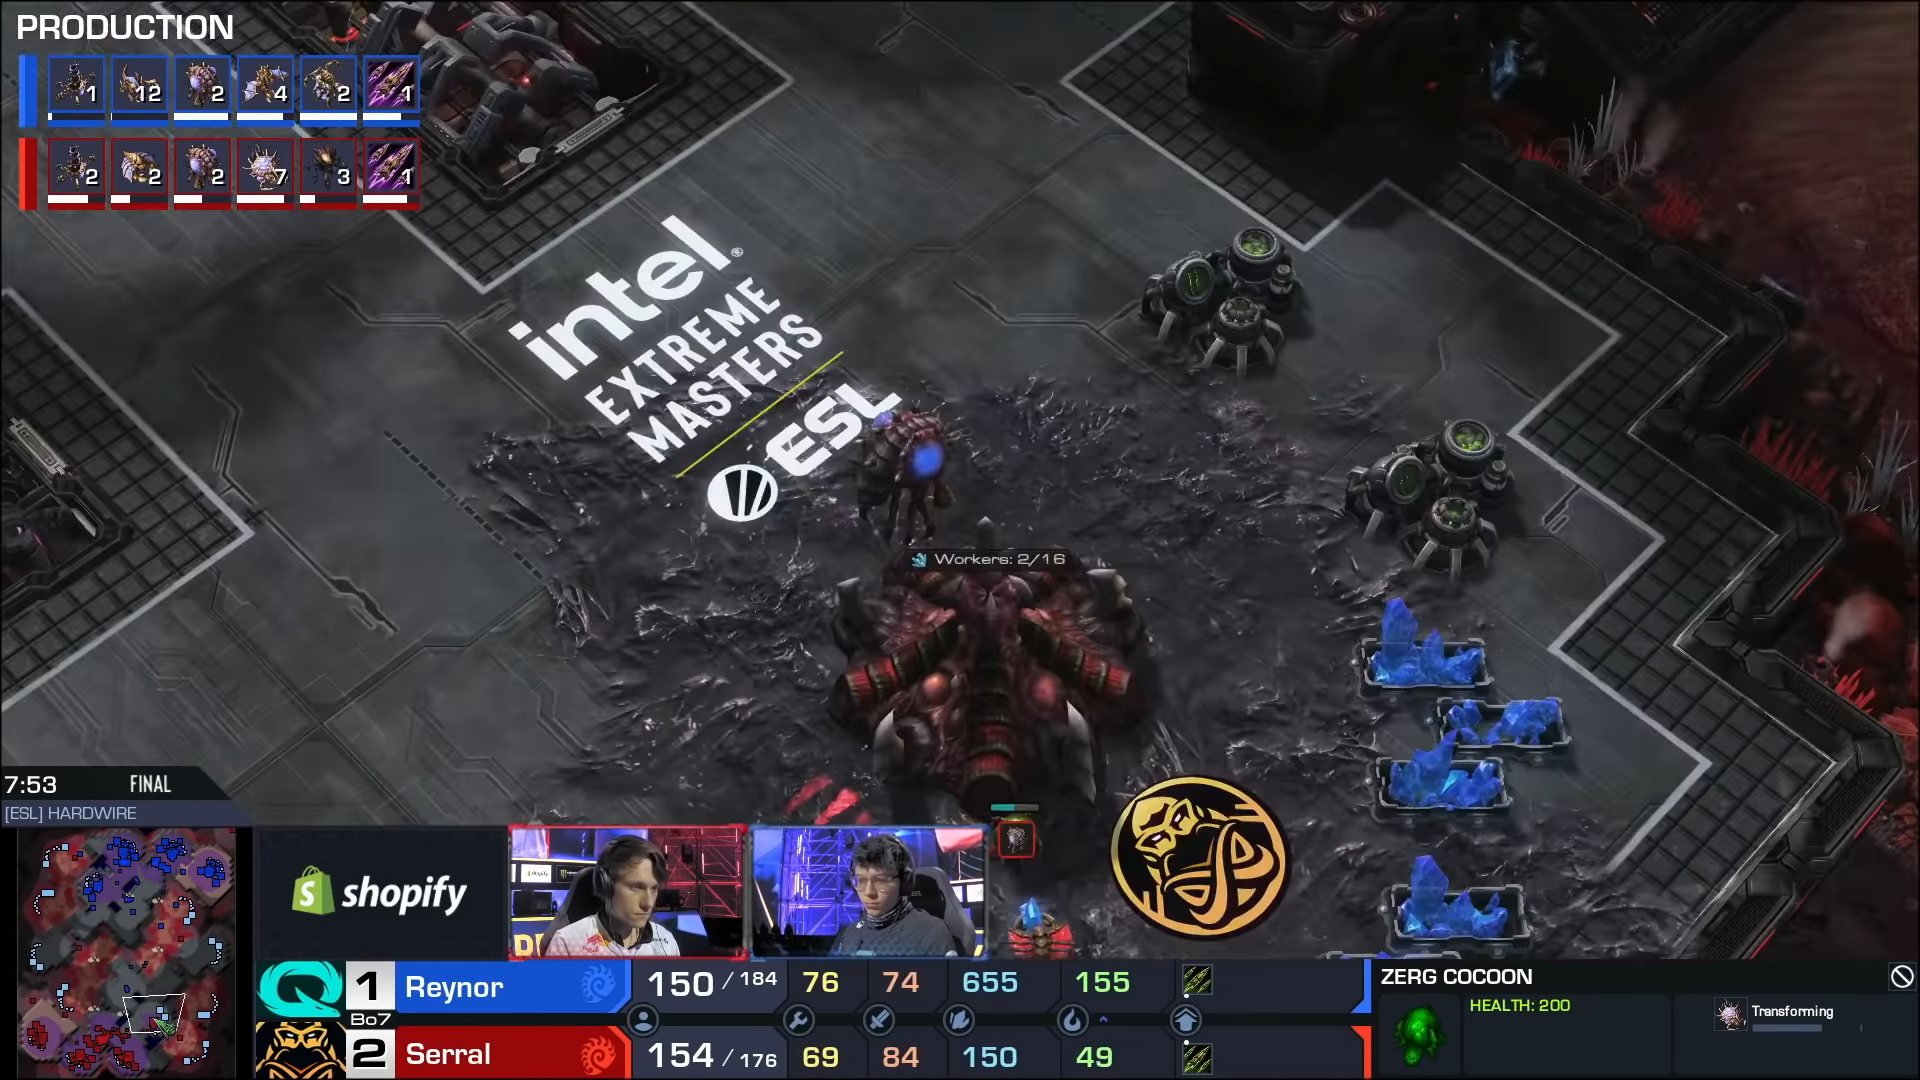 PRODUCTION
1 12 2 4 2 1
2 2 2 7 3 1
intel®
EXTREME
MASTERS
ESL
Workers: 2/16
7:53 FINAL
[ESL] HARDWIRE
shopify
1 Reynor 150 / 184 76 74 655 155
Bo7
2 Serral 154 / 176 69 84 150 49
ZERG COCOON
HEALTH: 200
Transforming